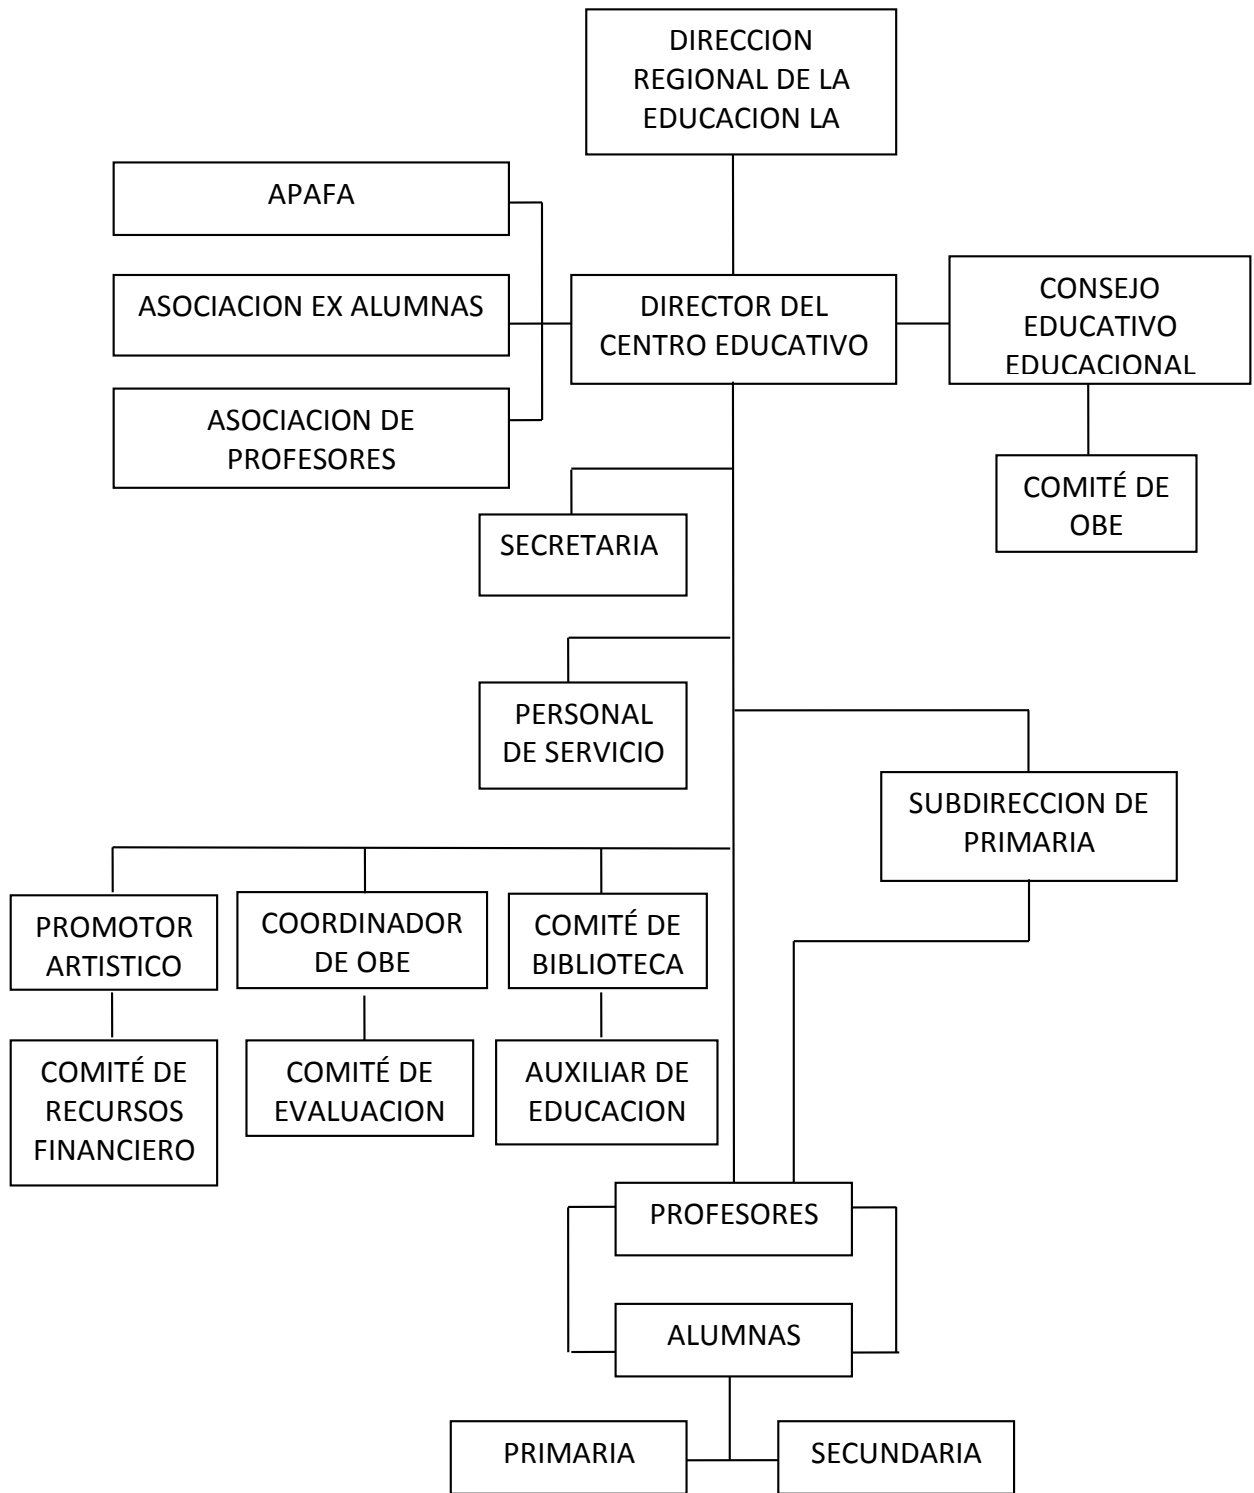 DIRECCION
REGIONAL DE LA
EDUCACION LA
APAFA
ASOCIACION EX ALUMNAS
DIRECTOR DEL
CENTRO EDUCATIVO
CONSEJO
EDUCATIVO
EDUCACIONAL
ASOCIACION DE
PROFESORES
COMITÉ DE
OBE
SECRETARIA
PERSONAL
DE SERVICIO
SUBDIRECCION DE
PRIMARIA
PROMOTOR
ARTISTICO
COORDINADOR
DE OBE
COMITÉ DE
BIBLIOTECA
COMITÉ DE
RECURSOS
FINANCIERO
COMITÉ DE
EVALUACION
AUXILIAR DE
EDUCACION
PROFESORES
ALUMNAS
PRIMARIA
SECUNDARIA